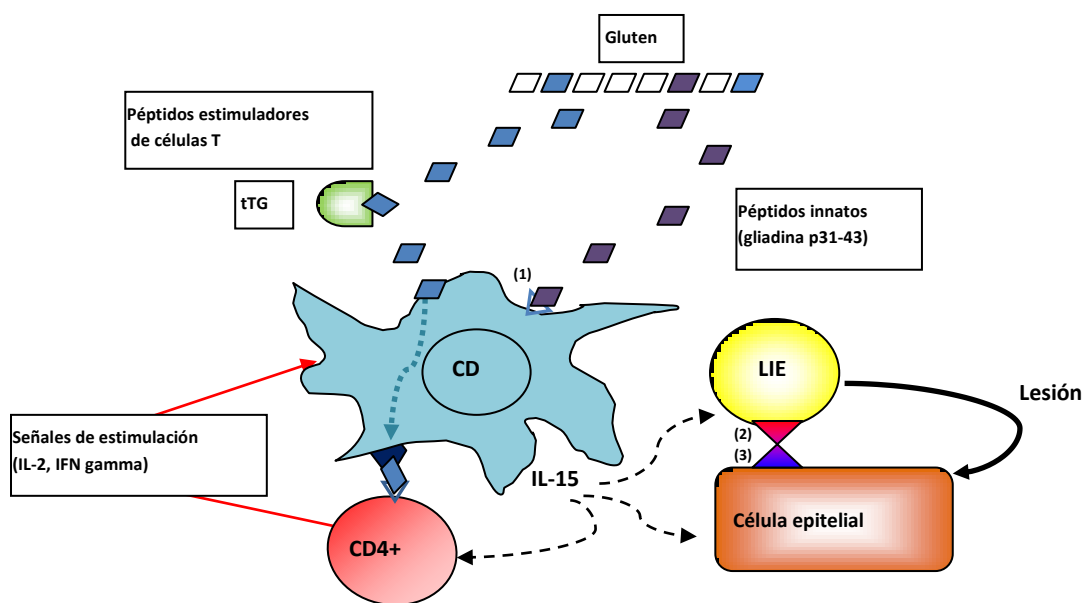 Gluten
Péptidos estimuladores
de células T
tTG
Péptidos innatos
(gliadina p31-43)
(1)
CD
LIE
Lesión
(2)
(3)
Señales de estimulación
(IL-2, IFN gamma)
IL-15
Célula epitelial
CD4+